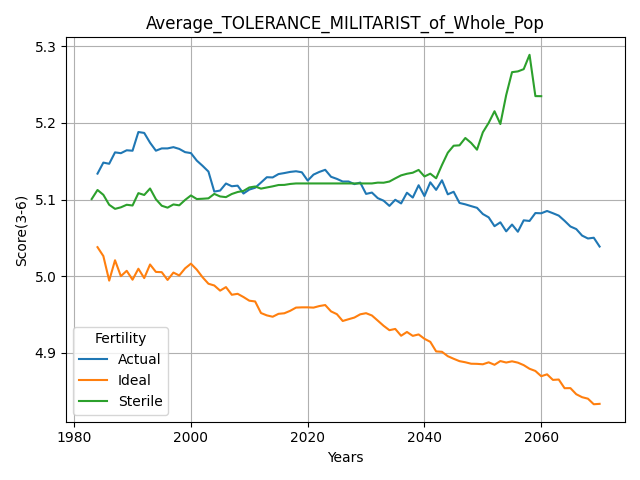 Average_TOLERANCE_MILITARIST_of_Whole_Pop
Score(3-6)
5.3
5.2
5.1
5.0
4.9
Fertility
Actual
Ideal
Sterile
1980 2000 2020 2040 2060
Years